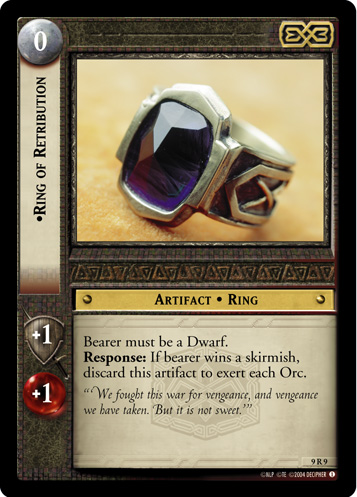 0
•Ring of Retribution
Artifact • Ring
+1
+1
Bearer must be a Dwarf.
Response: If bearer wins a skirmish,
discard this artifact to exert each Orc.
“‘We fought this war for vengeance, and vengeance
we have taken. But it is not sweet.’”
9 R 9
©NLP ©TE ©2004 DECIPHER